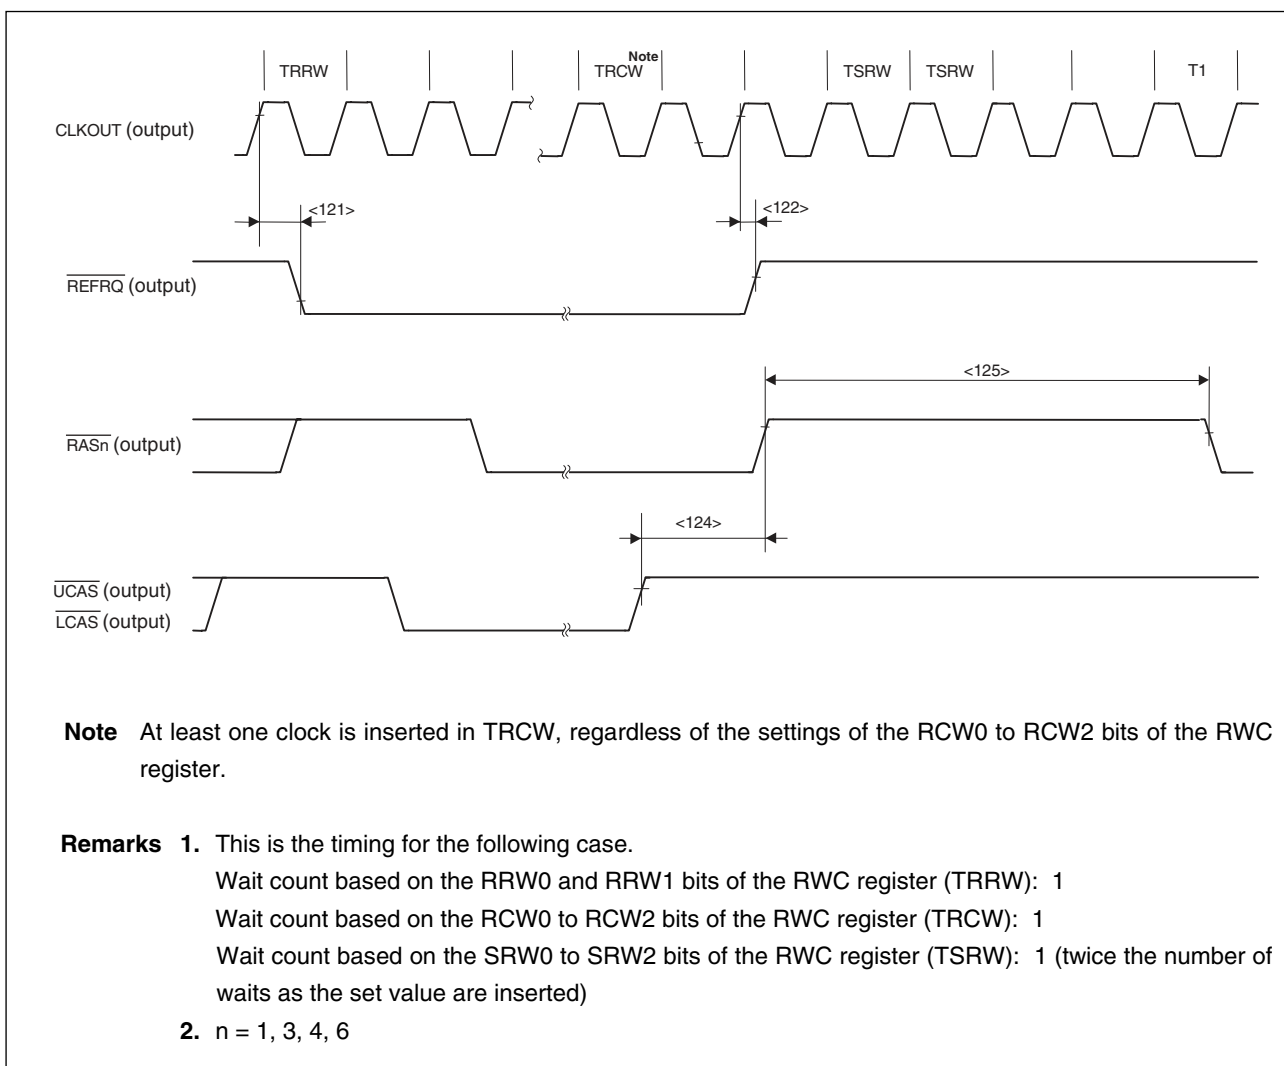 Note
TRRW TRCW TSRW TSRW T1
CLKOUT (output)
<121> <122>
REFRQ (output)
<125>
RASn (output)
<124>
UCAS (output)
LCAS (output)
Note At least one clock is inserted in TRCW, regardless of the settings of the RCW0 to RCW2 bits of the RWC
register.
Remarks 1. This is the timing for the following case.
Wait count based on the RRW0 and RRW1 bits of the RWC register (TRRW): 1
Wait count based on the RCW0 to RCW2 bits of the RWC register (TRCW): 1
Wait count based on the SRW0 to SRW2 bits of the RWC register (TSRW): 1 (twice the number of
waits as the set value are inserted)
2. n = 1, 3, 4, 6